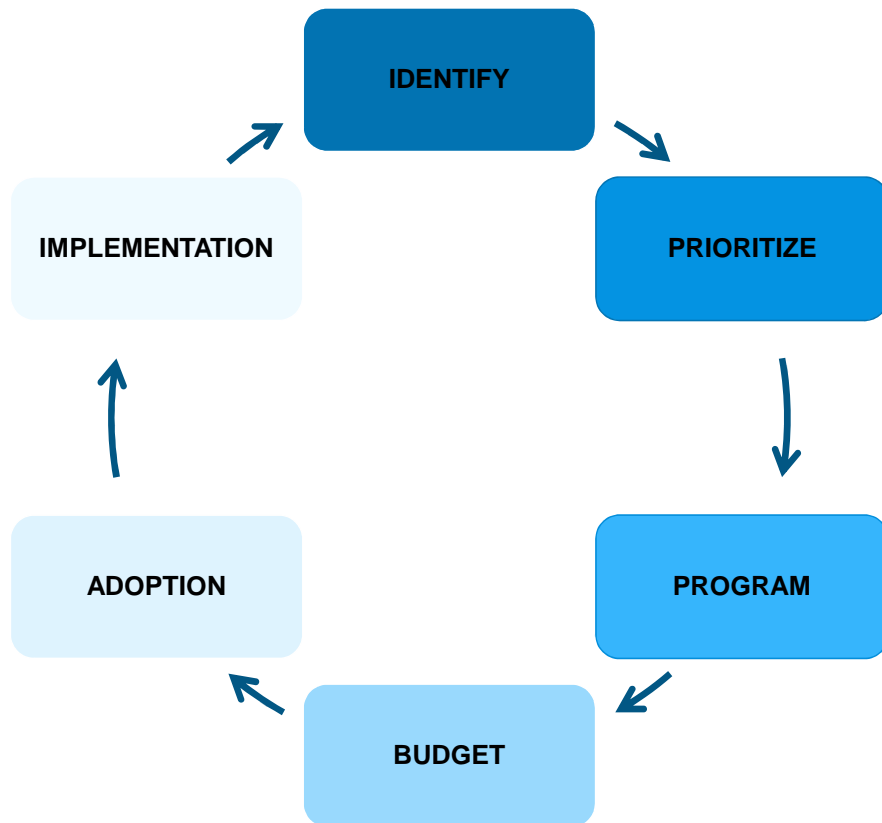 IDENTIFY
PRIORITIZE
PROGRAM
BUDGET
ADOPTION
IMPLEMENTATION